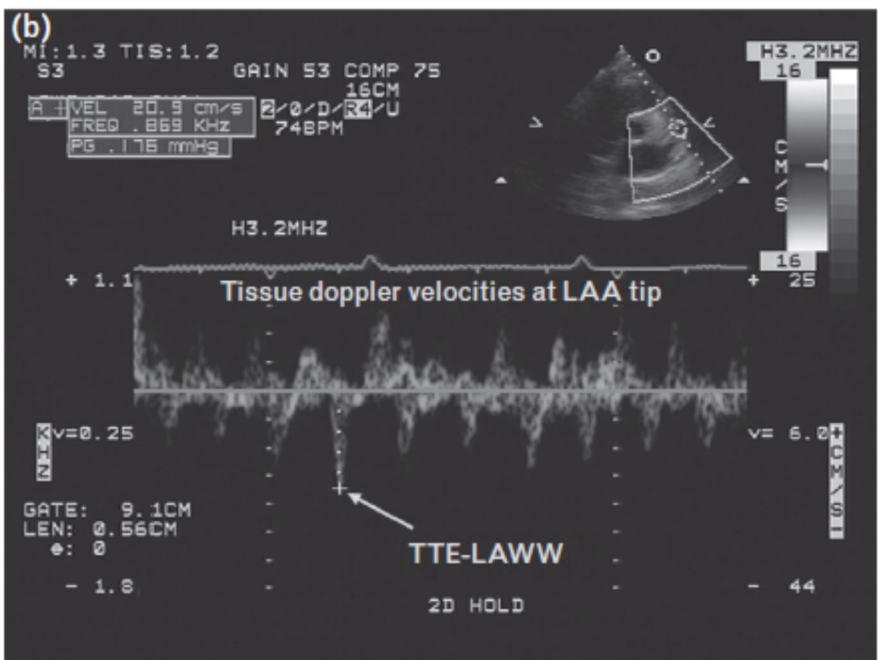 (b)
MI:1.3 TIS:1.2
S3
GAIN 53 COMP 75
16CM
A + VEL 20.9 cm/s
FREQ .869 KHz
PG .176 mmHg
2/0/D/R4/U
74BPM
H3.2MHZ
16
CM/S
16
H3.2MHZ
+ 1.1
Tissue doppler velocities at LAA tip
+ 25
KHZ
v=0.25
v= 6.0
+CM/S-
GATE: 9.1CM
LEN: 0.56CM
θ: 0
TTE-LAWW
- 1.8
- 44
2D HOLD